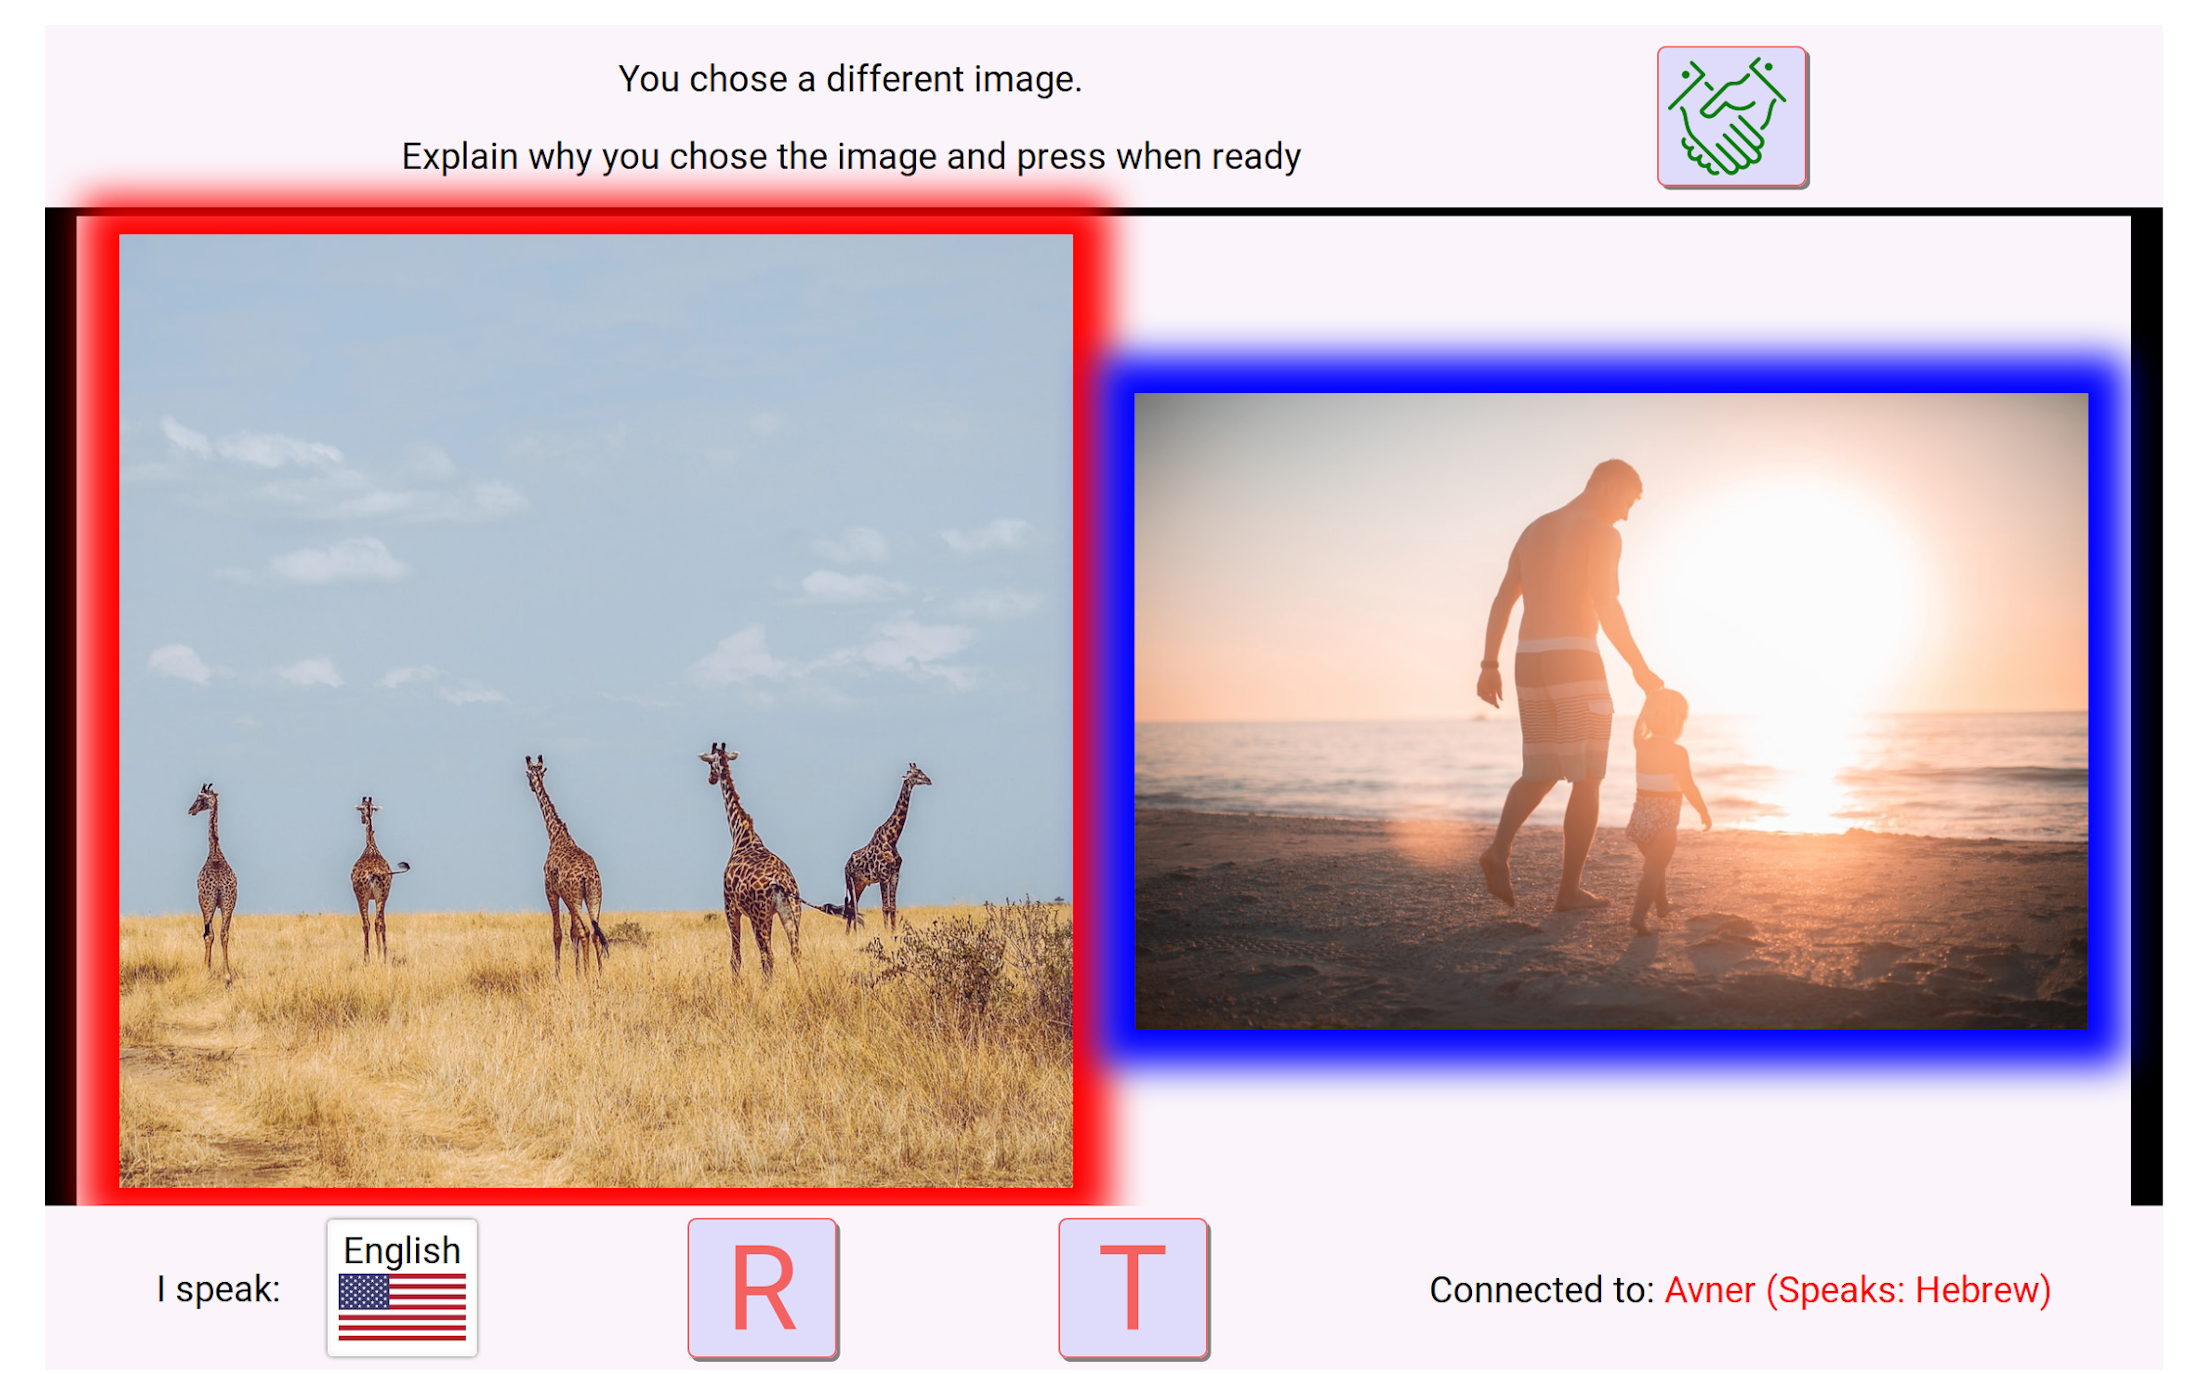 You chose a different image.
Explain why you chose the image and press when ready
I speak:
English
R
T
Connected to: Avner (Speaks: Hebrew)